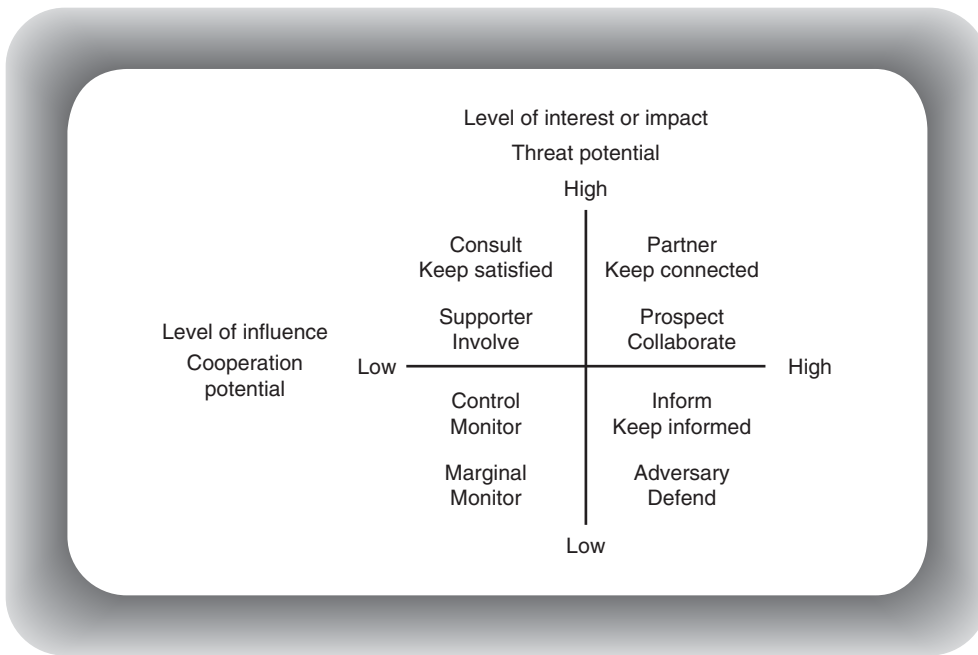 Level of interest or impact
Threat potential
High
Consult
Keep satisfied
Partner
Keep connected
Supporter
Involve
Prospect
Collaborate
Level of influence
Cooperation
potential
Low
High
Control
Monitor
Inform
Keep informed
Marginal
Monitor
Adversary
Defend
Low